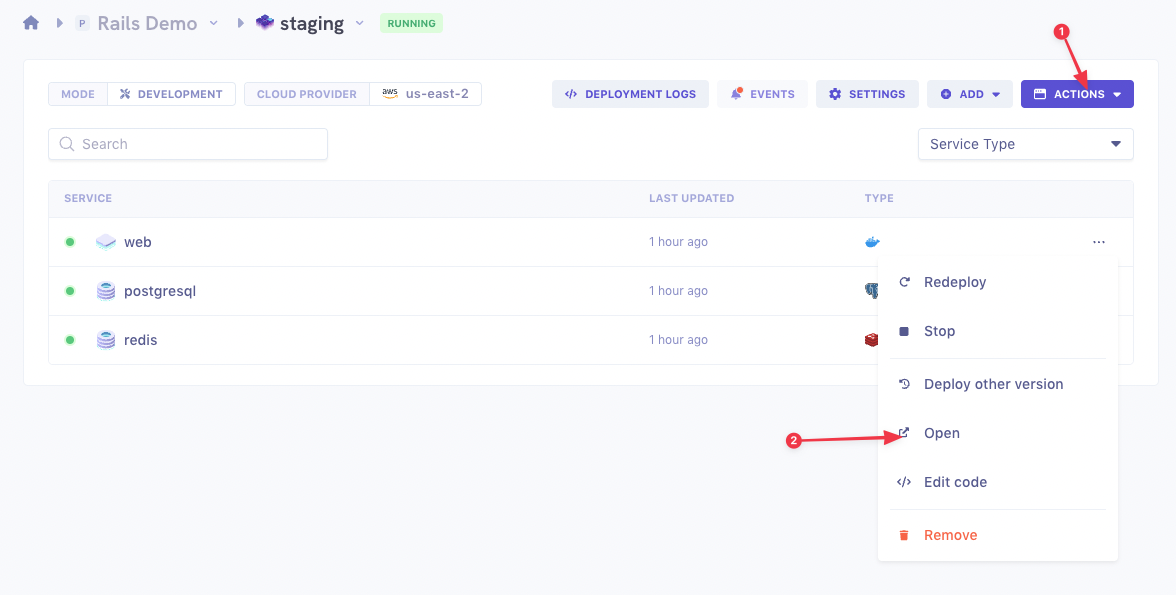 P Rails Demo staging RUNNING
1
MODE DEVELOPMENT CLOUD PROVIDER aws us-east-2 DEPLOYMENT LOGS EVENTS SETTINGS ADD ACTIONS
Search Service Type
SERVICE LAST UPDATED TYPE
web 1 hour ago ...
Redeploy
postgresql 1 hour ago
Stop
redis 1 hour ago
Deploy other version
2 Open
Edit code
Remove